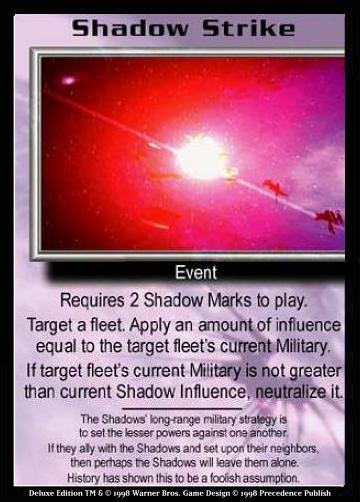 Shadow Strike
Event
Requires 2 Shadow Marks to play.
Target a fleet. Apply an amount of influence
equal to the target fleet's current Military.
If target fleet's current Military is not greater
than current Shadow Influence, neutralize it.
The Shadows' long-range military strategy is
to set the lesser powers against one another.
If they ally with the Shadows and set upon their neighbors,
then perhaps the Shadows will leave them alone.
History has shown this to be a foolish assumption.
Deluxe Edition TM & © 1998 Warner Bros. Game Design © 1998 Precedence Publish